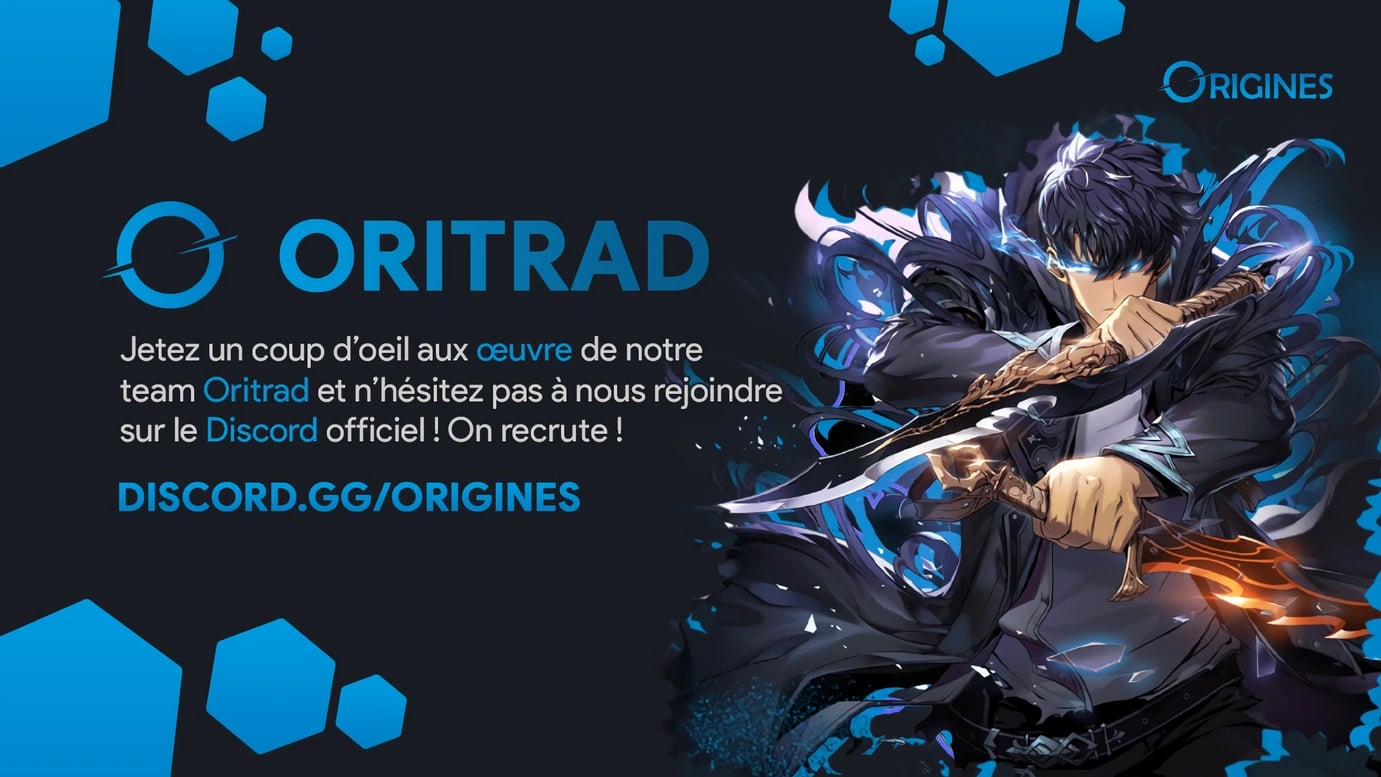 ORIGINES
ORITRAD
Jetez un coup d’oeil aux œuvre de notre
team Oritrad et n’hésitez pas à nous rejoindre
sur le Discord officiel ! On recrute !
DISCORD.GG/ORIGINES